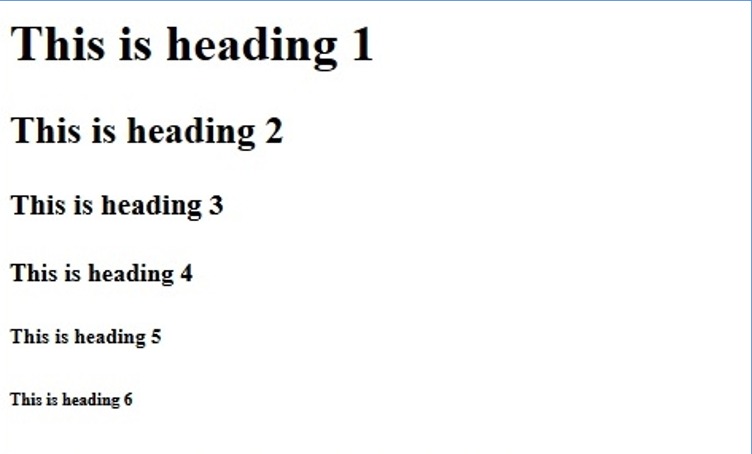 This is heading 1
This is heading 2
This is heading 3
This is heading 4
This is heading 5
This is heading 6